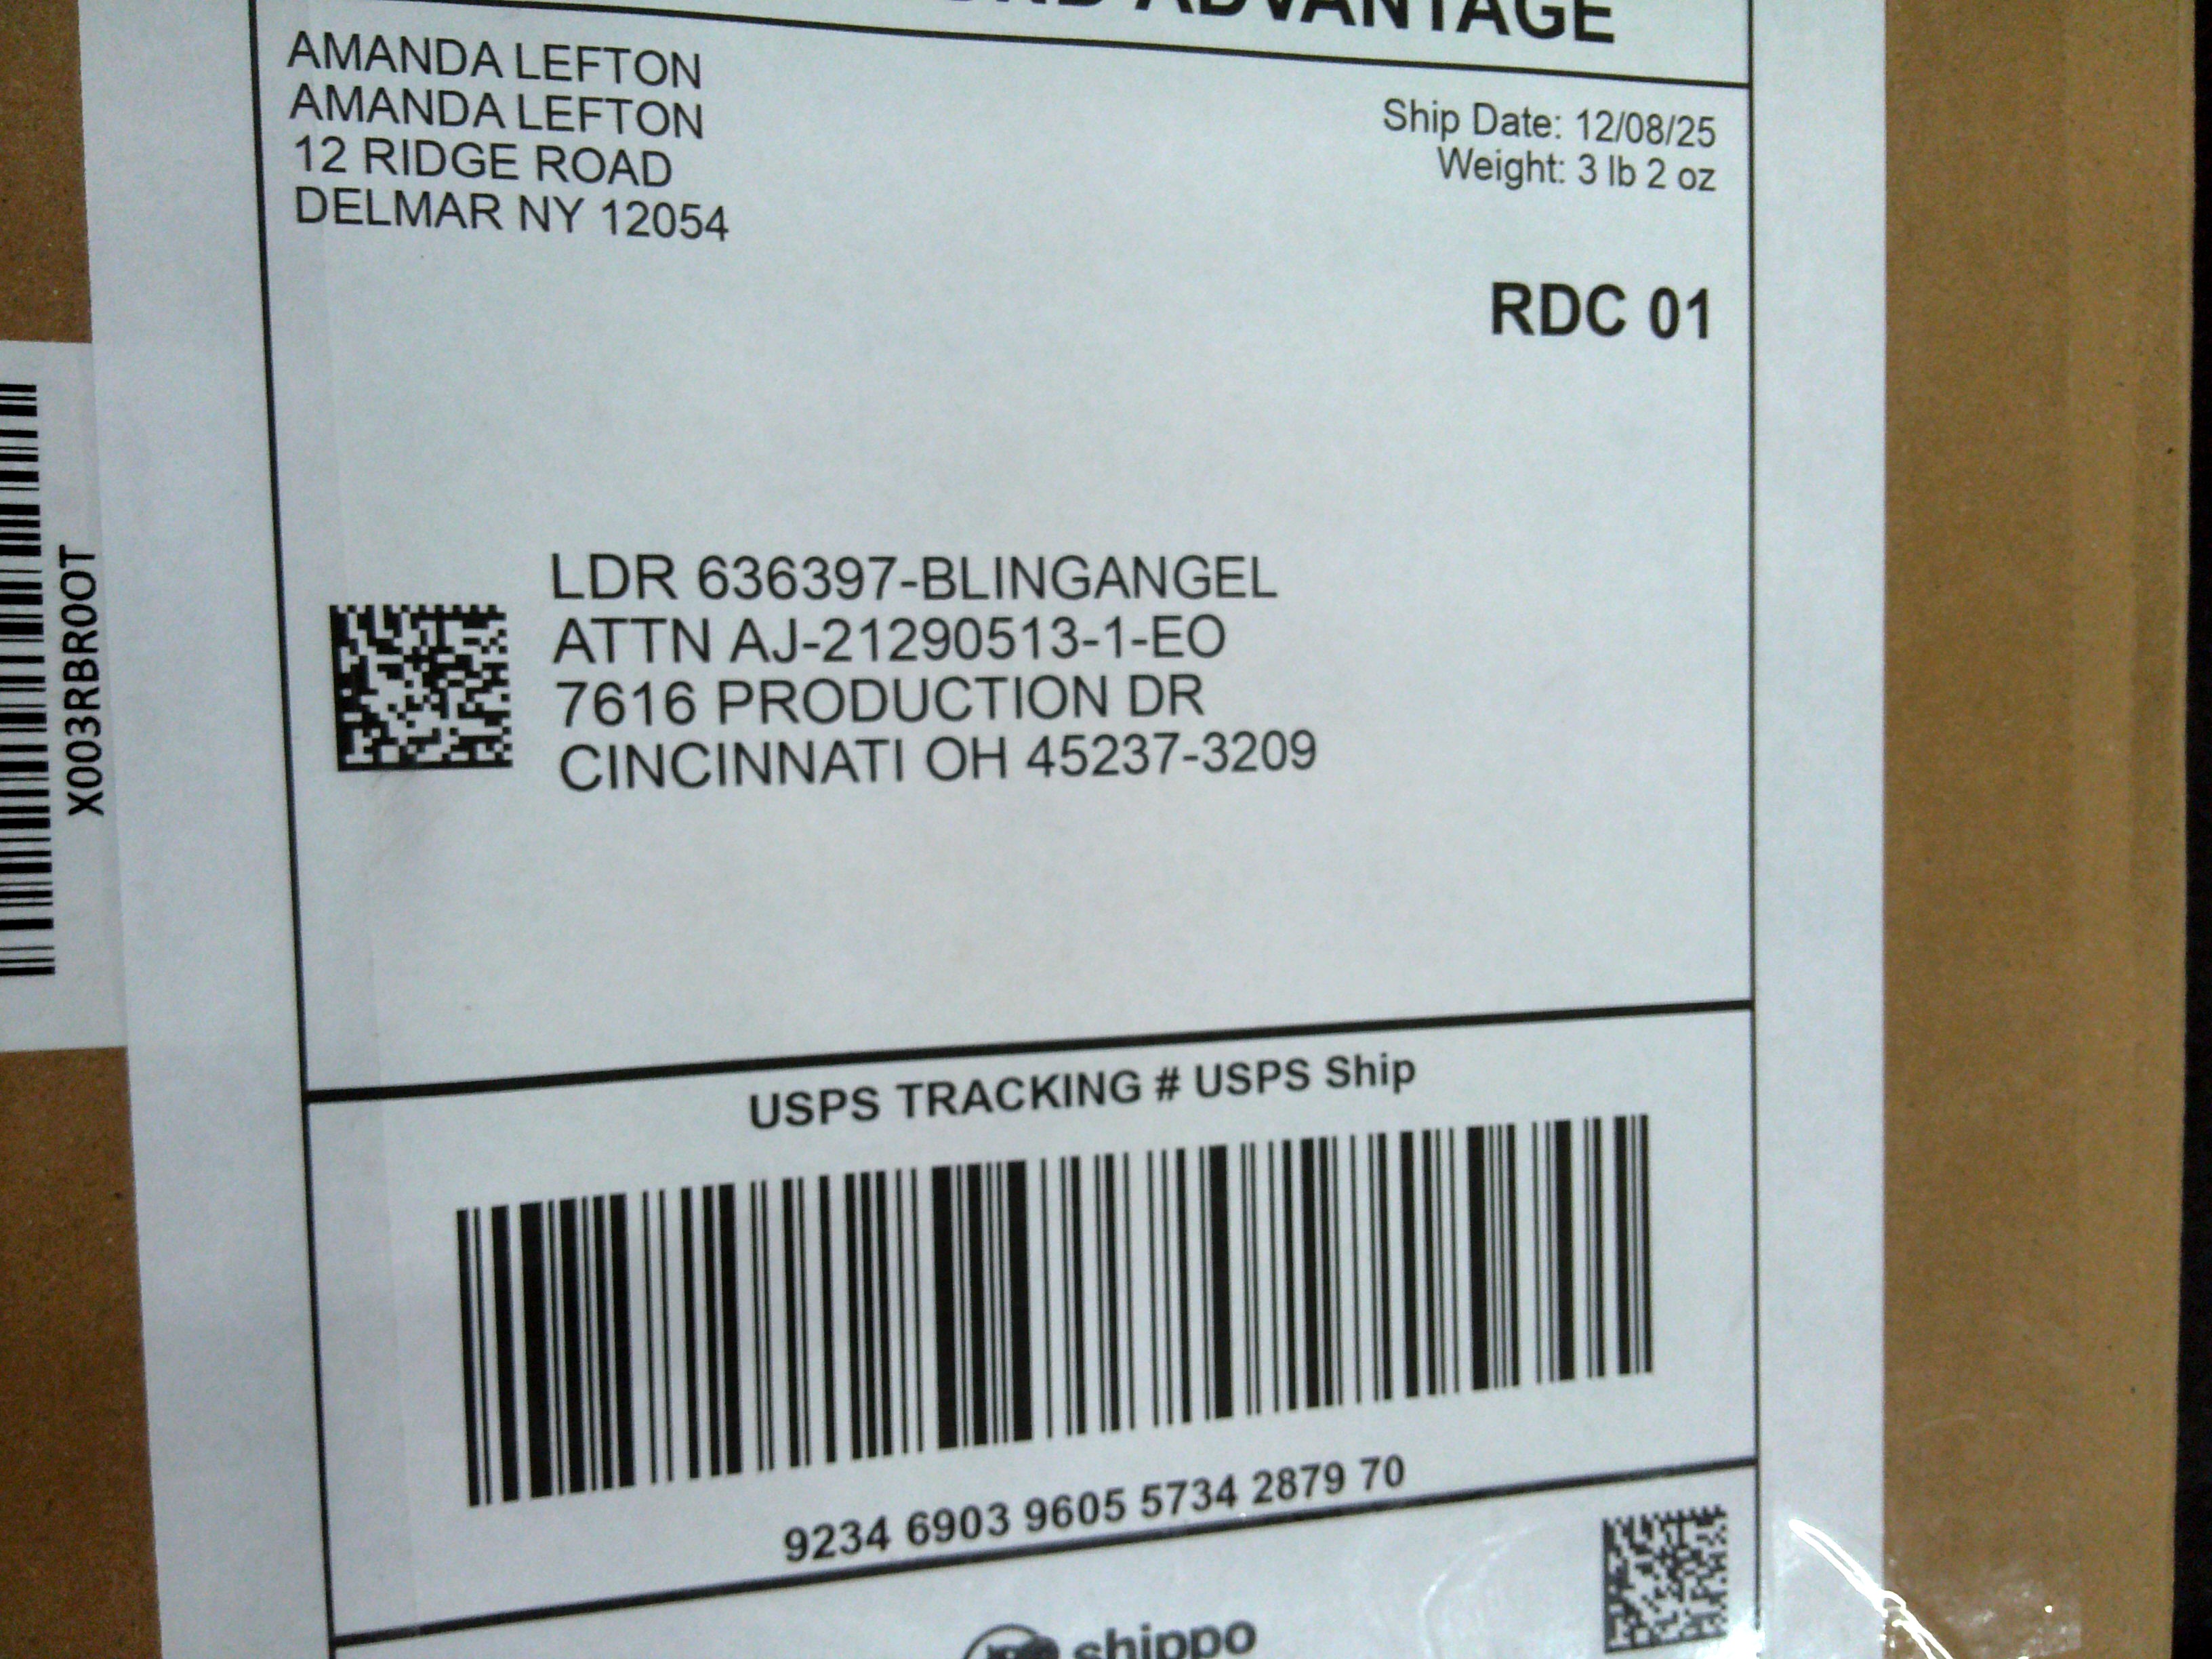 ADVANTAGE
AMANDA LEFTON
AMANDA LEFTON
12 RIDGE ROAD
DELMAR NY 12054
Ship Date: 12/08/25
Weight: 3 lb 2 oz
RDC 01
LDR 636397-BLINGANGEL
ATTN AJ-21290513-1-EO
7616 PRODUCTION DR
CINCINNATI OH 45237-3209
X003RBR0OT
USPS TRACKING # USPS Ship
9234 6903 9605 5734 2879 70
shippo